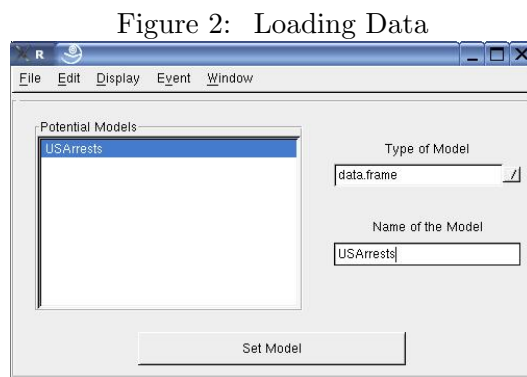 Figure 2: Loading Data
X R
File Edit Display Event Window
Potential Models
USArrests
Type of Model
data.frame
Name of the Model
USArrests
Set Model